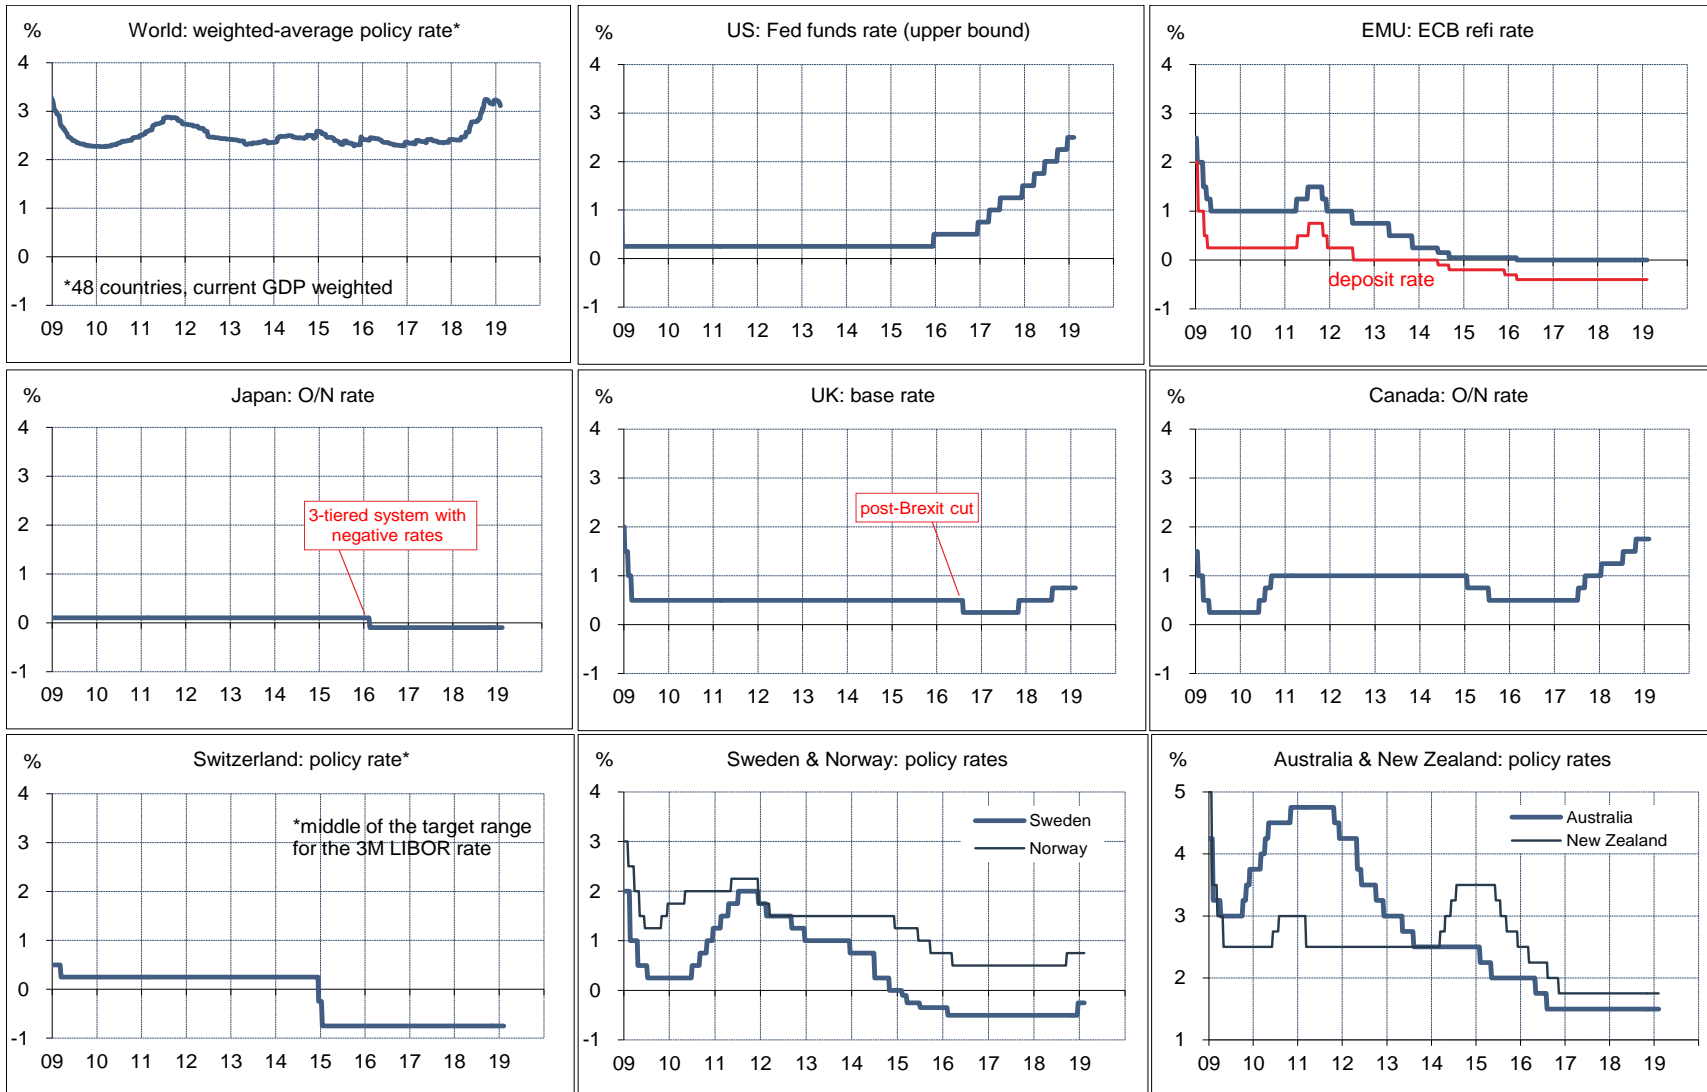 World: weighted-average policy rate*
%
4
3
2
1
0
-1
*48 countries, current GDP weighted
09 10 11 12 13 14 15 16 17 18 19
US: Fed funds rate (upper bound)
%
4
3
2
1
0
-1
09 10 11 12 13 14 15 16 17 18 19
EMU: ECB refi rate
%
4
3
2
1
0
-1
deposit rate
09 10 11 12 13 14 15 16 17 18 19
Japan: O/N rate
%
4
3
2
1
0
-1
3-tiered system with
negative rates
09 10 11 12 13 14 15 16 17 18 19
UK: base rate
%
4
3
2
1
0
-1
post-Brexit cut
09 10 11 12 13 14 15 16 17 18 19
Canada: O/N rate
%
4
3
2
1
0
-1
09 10 11 12 13 14 15 16 17 18 19
Switzerland: policy rate*
%
4
3
2
1
0
-1
*middle of the target range
for the 3M LIBOR rate
09 10 11 12 13 14 15 16 17 18 19
Sweden & Norway: policy rates
%
4
3
2
1
0
-1
Sweden
Norway
09 10 11 12 13 14 15 16 17 18 19
Australia & New Zealand: policy rates
%
5
4
3
2
1
Australia
New Zealand
09 10 11 12 13 14 15 16 17 18 19